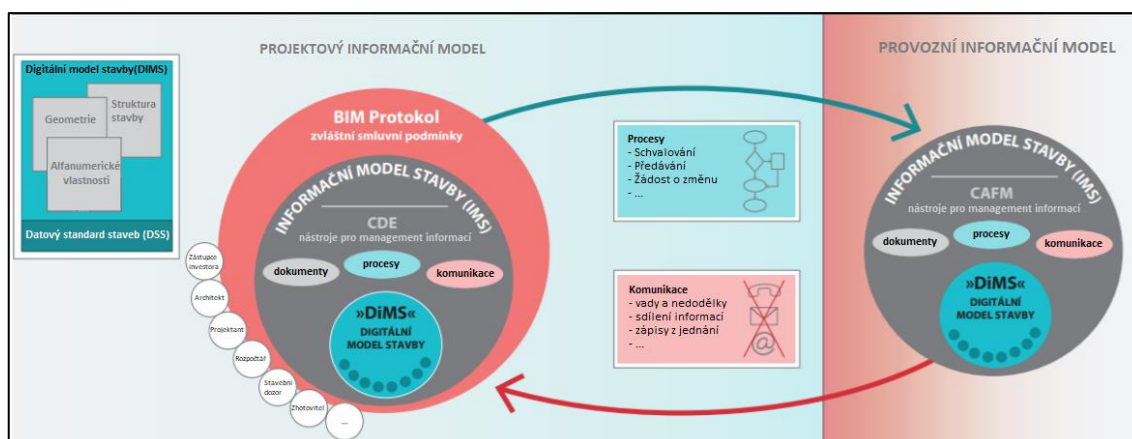 PROJEKTOVÝ INFORMAČNÍ MODEL
PROVOZNÍ INFORMAČNÍ MODEL
Digitální model stavby(DIMS)
Struktura
stavby
Geometrie
Alfanumerické
vlastnosti
...
Datový standard staveb (DSS)
BIM Protokol
zvláštní smluvní podmínky
INFORMAČNÍ MODEL STAVBY (IMS)
CDE
nástroje pro management informací
dokumenty
procesy
komunikace
»DiMS«
DIGITÁLNÍ
MODEL STAVBY
Zástupce
investora
Architekt
Projektant
Rozpočtář
Stavební
dozor
Zhotovitel
...
Procesy
- Schvalování
- Předávání
- Žádost o změnu
- ...
Komunikace
- vady a nedodělky
- sdílení informací
- zápisy z jednání
- ...
@
INFORMAČNÍ MODEL STAVBY (IMS)
CAFM
nástroje pro management informací
dokumenty
procesy
komunikace
»DiMS«
DIGITÁLNÍ
MODEL STAVBY